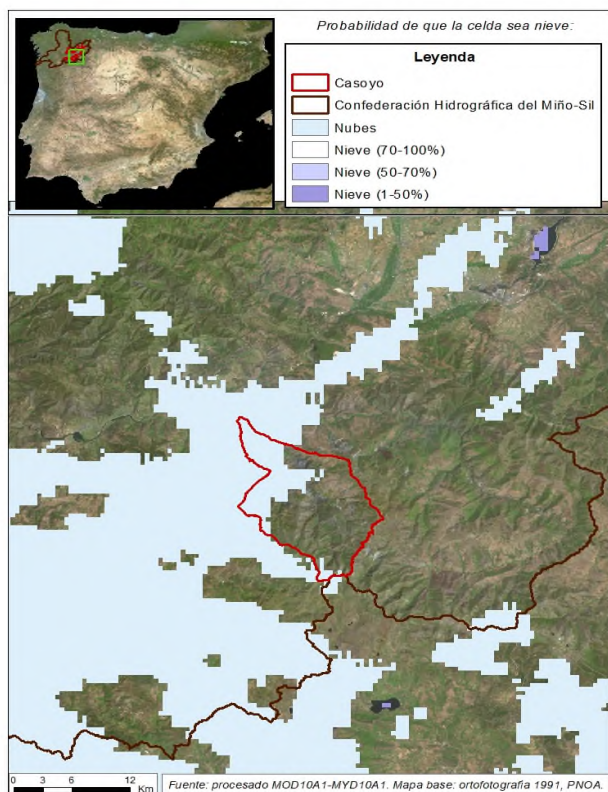 Probabilidad de que la celda sea nieve:
Leyenda
Casoyo
Confederación Hidrográfica del Miño-Sil
Nubes
Nieve (70-100%)
Nieve (50-70%)
Nieve (1-50%)
0 3 6 12
Km
Fuente: procesado MOD10A1-MYD10A1. Mapa base: ortofotografía 1991, PNOA.